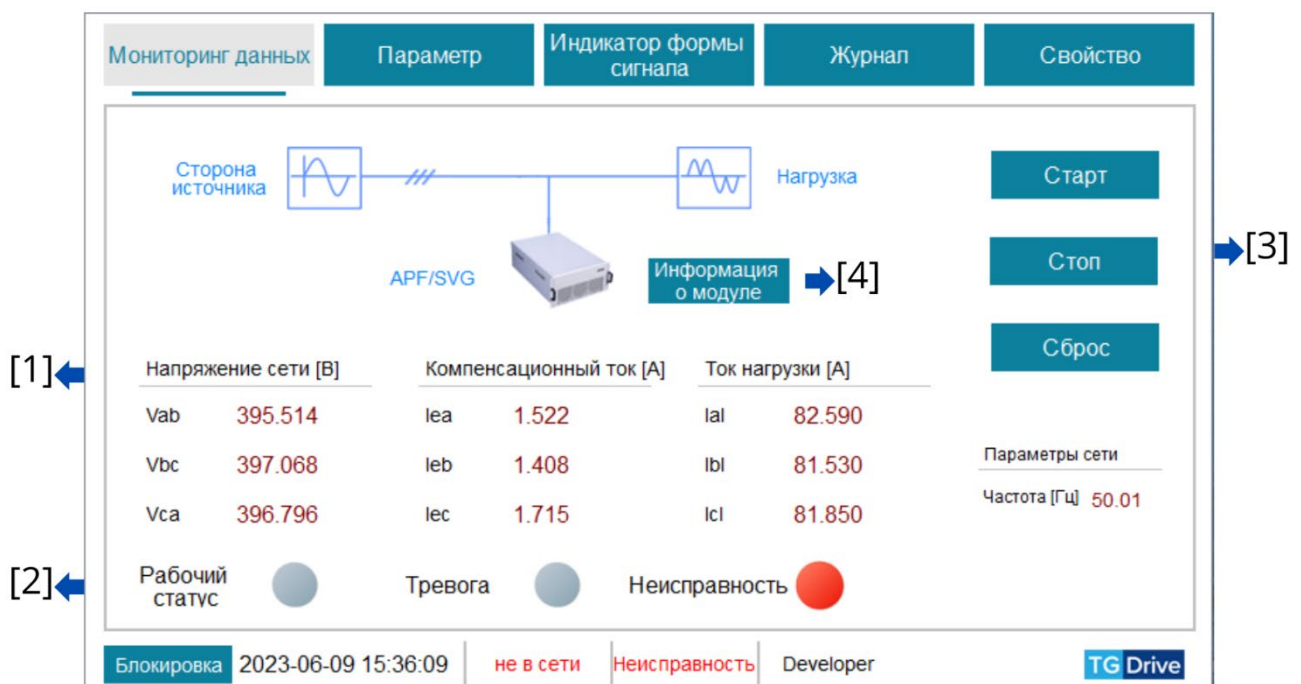 Мониторинг данных
Параметр
Индикатор формы
сигнала
Журнал
Свойство
Сторона
источника
Нагрузка
Старт
[3]
APF/SVG
Информация
о модуле
[4]
Стоп
Сброс
[1]
Напряжение сети [В]
Компенсационный ток [А]
Ток нагрузки [А]
Vab 395.514
Iea 1.522
Ial 82.590
Vbc 397.068
Ieb 1.408
Ibl 81.530
Vca 396.796
Iec 1.715
Icl 81.850
Параметры сети
Частота [Гц] 50.01
[2]
Рабочий
статус
Тревога
Неисправность
Блокировка
2023-06-09 15:36:09
не в сети
Неисправность
Developer
TG Drive